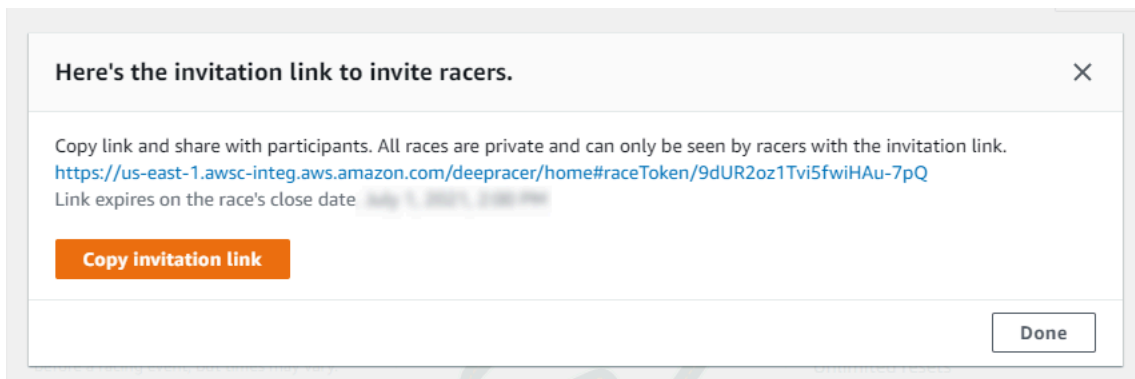 Here's the invitation link to invite racers.
Copy link and share with participants. All races are private and can only be seen by racers with the invitation link.
https://us-east-1.awsc-integ.aws.amazon.com/deepracer/home#raceToken/9dUR2oz1Tvi5fwiHAu-7pQ
Link expires on the race's close date
Copy invitation link
Done